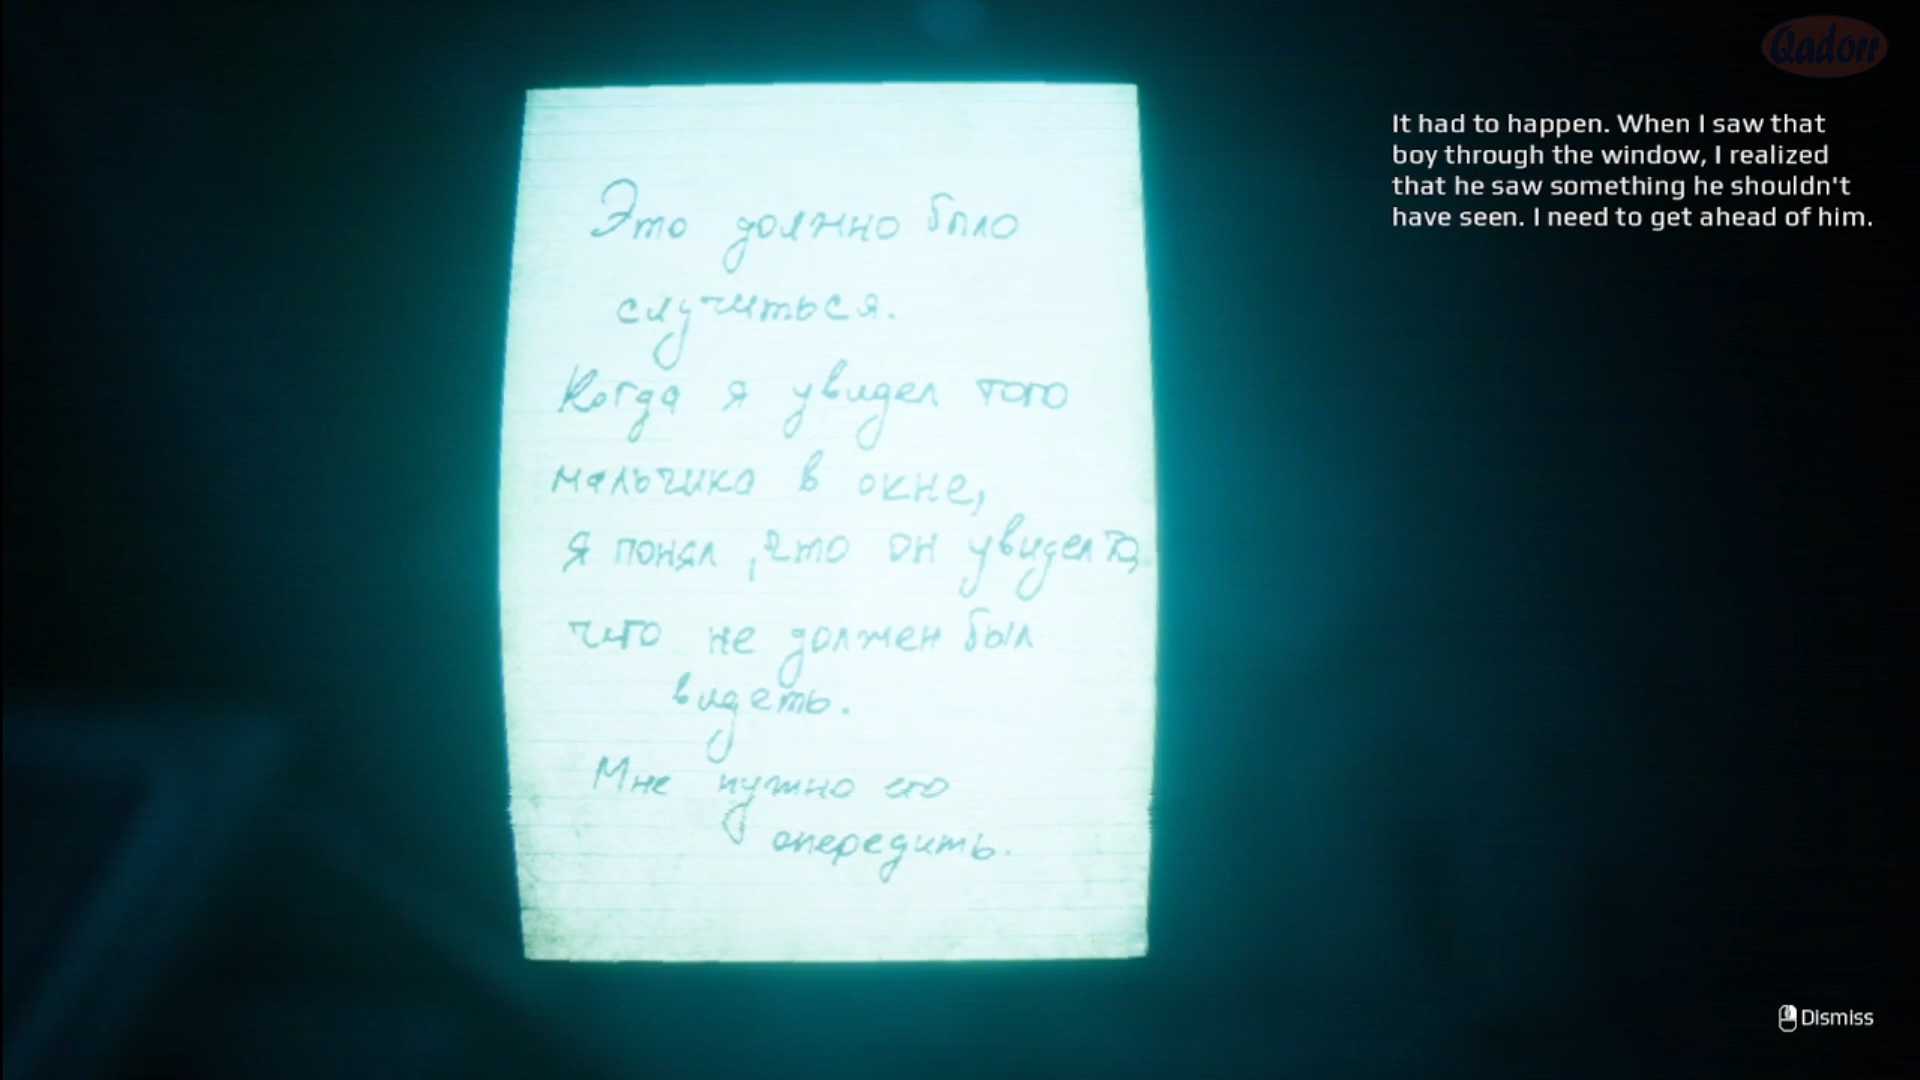 Qadorr
It had to happen. When I saw that
boy through the window, I realized
that he saw something he shouldn't
have seen. I need to get ahead of him.
Это должно было
случиться.
Когда я увидел того
мальчика в окне,
я понял, что он увидел то,
что не должен был
видеть.
Мне нужно его
опередить.
Dismiss